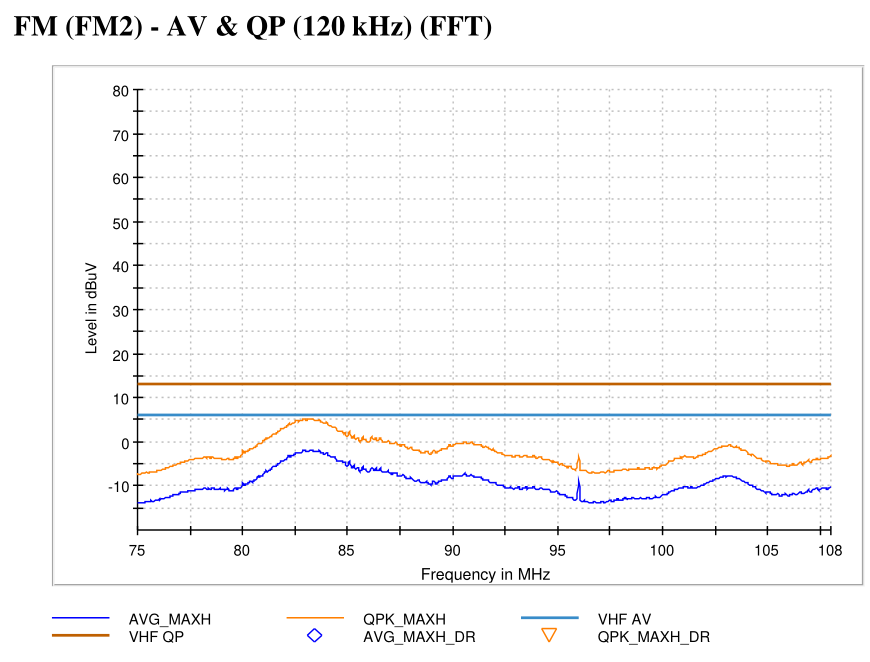 FM (FM2) - AV & QP (120 kHz) (FFT)
80
70
60
50
40
30
20
10
0
-10
Level in dBuV
75 80 85 90 95 100 105 108
Frequency in MHz
AVG_MAXH QPK_MAXH VHF AV
VHF QP AVG_MAXH_DR QPK_MAXH_DR